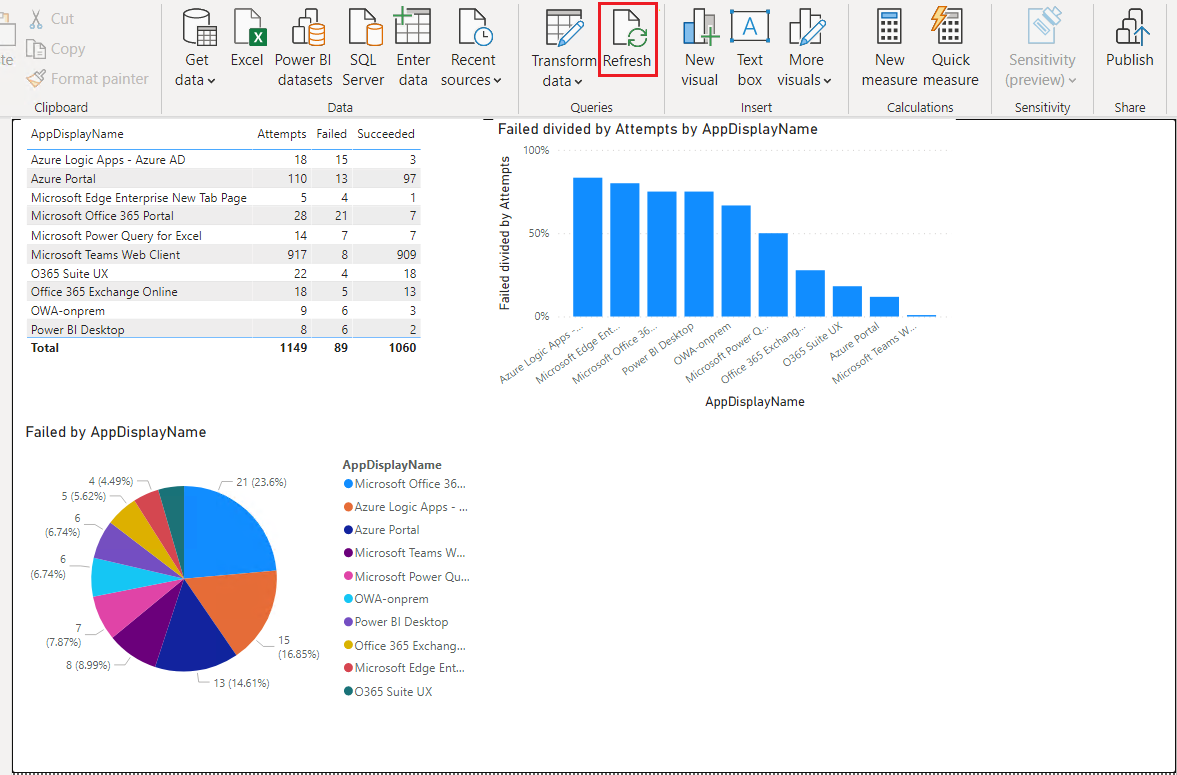 Cut
Copy
Format painter
te
Clipboard
Get
data
Excel
Power BI
datasets
SQL
Server
Enter
data
Recent
sources
Data
Transform
data
Refresh
Queries
New
visual
Text
box
More
visuals
Insert
New
measure
Quick
measure
Calculations
Sensitivity
(preview)
Sensitivity
Publish
Share
AppDisplayName Attempts Failed Succeeded
Azure Logic Apps - Azure AD 18 15 3
Azure Portal 110 13 97
Microsoft Edge Enterprise New Tab Page 5 4 1
Microsoft Office 365 Portal 28 21 7
Microsoft Power Query for Excel 14 7 7
Microsoft Teams Web Client 917 8 909
O365 Suite UX 22 4 18
Office 365 Exchange Online 18 5 13
OWA-onprem 9 6 3
Power BI Desktop 8 6 2
Total 1149 89 1060
Failed divided by Attempts by AppDisplayName
Failed divided by Attempts
100%
50%
0%
Azure Logic Apps -...
Microsoft Edge Ent...
Microsoft Office 36...
Power BI Desktop
OWA-onprem
Microsoft Power Q...
Office 365 Exchang...
O365 Suite UX
Azure Portal
Microsoft Teams W...
AppDisplayName
Failed by AppDisplayName
21 (23.6%)
15
(16.85%)
13 (14.61%)
8 (8.99%)
7
(7.87%)
6
(6.74%)
6
(6.74%)
5 (5.62%)
4 (4.49%)
AppDisplayName
Microsoft Office 36...
Azure Logic Apps - ...
Azure Portal
Microsoft Teams W...
Microsoft Power Qu...
OWA-onprem
Power BI Desktop
Office 365 Exchang...
Microsoft Edge Ent...
O365 Suite UX